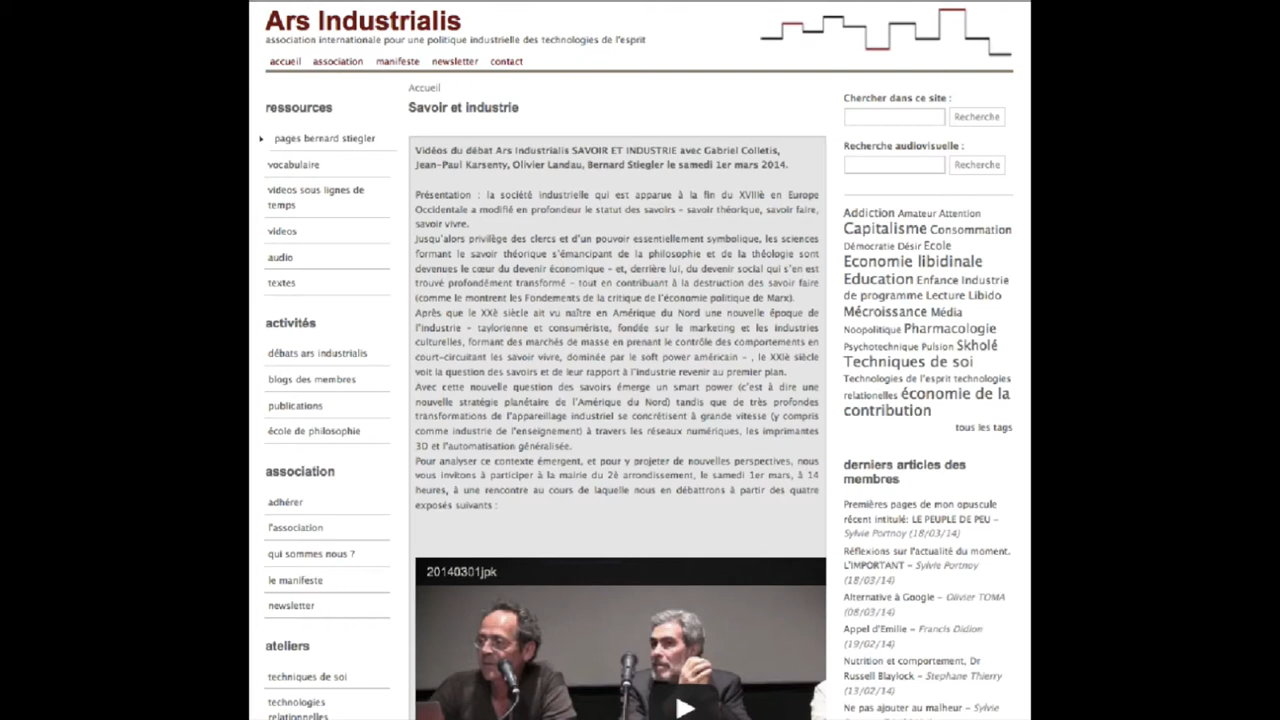 Ars Industrialis
association internationale pour une politique industrielle des technologies de l'esprit
accueil association manifeste newsletter contact
ressources
pages bernard stiegler
vocabulaire
videos sous lignes de
temps
videos
audio
textes
activités
débats ars industrialis
blogs des membres
publications
école de philosophie
association
adhérer
l'association
qui sommes nous ?
le manifeste
newsletter
ateliers
techniques de soi
technologies
relationnelles
Accueil
Savoir et industrie
Vidéos du débat Ars Industrialis SAVOIR ET INDUSTRIE avec Gabriel Colletis,
Jean-Paul Karsenty, Olivier Landau, Bernard Stiegler le samedi 1er mars 2014.
Présentation : la société industrielle qui est apparue à la fin du XVIIIè en Europe
Occidentale a modifié en profondeur le statut des savoirs – savoir théorique, savoir faire,
savoir vivre.
Jusqu'alors privilège des clercs et d'un pouvoir essentiellement symbolique, les sciences
formant le savoir théorique s'émancipant de la philosophie et de la théologie sont
devenues le cœur du devenir économique – et, derrière lui, du devenir social qui s'en est
trouvé profondément transformé – tout en contribuant à la destruction des savoir faire
(comme le montrent les Fondements de la critique de l'économie politique de Marx).
Après que le XXè siècle ait vu naître en Amérique du Nord une nouvelle époque de
l'industrie – taylorienne et consumériste, fondée sur le marketing et les industries
culturelles, formant des marchés de masse en prenant le contrôle des comportements en
court-circuitant les savoir vivre, dominée par le soft power américain – , le XXIè siècle
voit la question des savoirs et de leur rapport à l'industrie revenir au premier plan.
Avec cette nouvelle question des savoirs émerge un smart power (c'est à dire une
nouvelle stratégie planétaire de l'Amérique du Nord) tandis que de très profondes
transformations de l'appareillage industriel se concrétisent à grande vitesse (y compris
comme industrie de l'enseignement) à travers les réseaux numériques, les imprimantes
3D et l'automatisation généralisée.
Pour analyser ce contexte émergent, et pour y projeter de nouvelles perspectives, nous
vous invitons à participer à la mairie du 2è arrondissement, le samedi 1er mars, à 14
heures, à une rencontre au cours de laquelle nous en débattrons à partir des quatre
exposés suivants :
20140301jpk
Chercher dans ce site :
Recherche
Recherche audiovisuelle :
Recherche
Addiction Amateur Attention
Capitalisme Consommation
Démocratie Désir Ecole
Economie libidinale
Education Enfance Industrie
de programme Lecture Libido
Mécroissance Média
Noopolitique Pharmacologie
Psychotechnique Pulsion Skholé
Techniques de soi
Technologies de l'esprit technologies
relationelles économie de la
contribution
tous les tags
derniers articles des
membres
Premières pages de mon opuscule
récent intitulé: LE PEUPLE DE PEU –
Sylvie Portnoy (18/03/14)
Réflexions sur l'actualité du moment.
L'IMPORTANT – Sylvie Portnoy
(18/03/14)
Alternative à Google – Olivier TOMA
(08/03/14)
Appel d'Emilie – Francis Didion
(19/02/14)
Nutrition et comportement, Dr
Russell Blaylock – Stephane Thierry
(13/02/14)
Ne pas ajouter au malheur – Sylvie